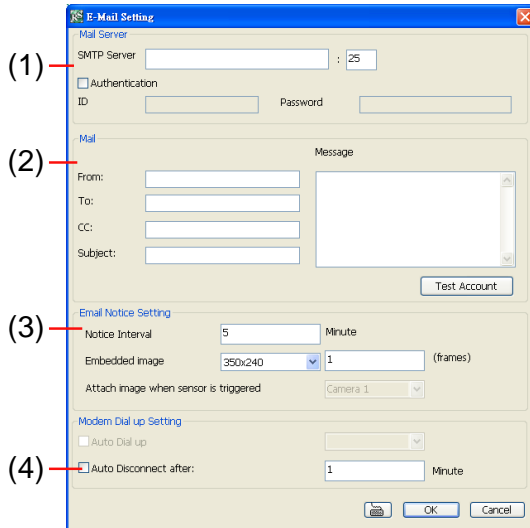 E-Mail Setting
Mail Server
(1)
SMTP Server : 25
Authentication
ID Password
(2)
Mail
Message
From:
To:
CC:
Subject:
Test Account
Email Notice Setting
(3)
Notice Interval 5 Minute
Embedded image 350x240 1 (frames)
Attach image when sensor is triggered Camera 1
Modem Dial up Setting
Auto Dial up
(4)
Auto Disconnect after: 1 Minute
OK Cancel